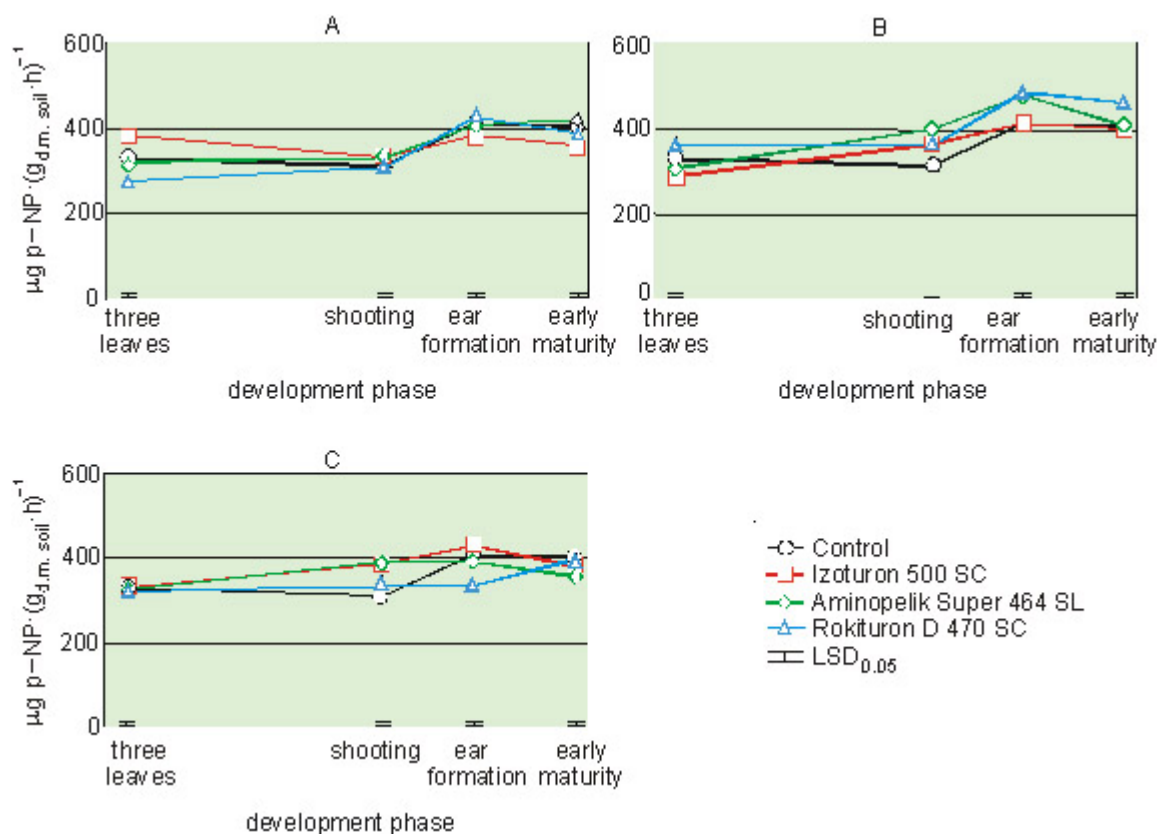 A
600
400
200
0
μg p−NP·(g d.m. soil·h)⁻¹
three leaves
shooting
ear formation
early maturity
development phase
B
600
400
200
0
three leaves
shooting
ear formation
early maturity
development phase
C
600
400
200
0
μg p−NP·(g d.m. soil·h)⁻¹
three leaves
shooting
ear formation
early maturity
development phase
Control
Izoturon 500 SC
Aminopelik Super 464 SL
Rokituron D 470 SC
LSD0.05